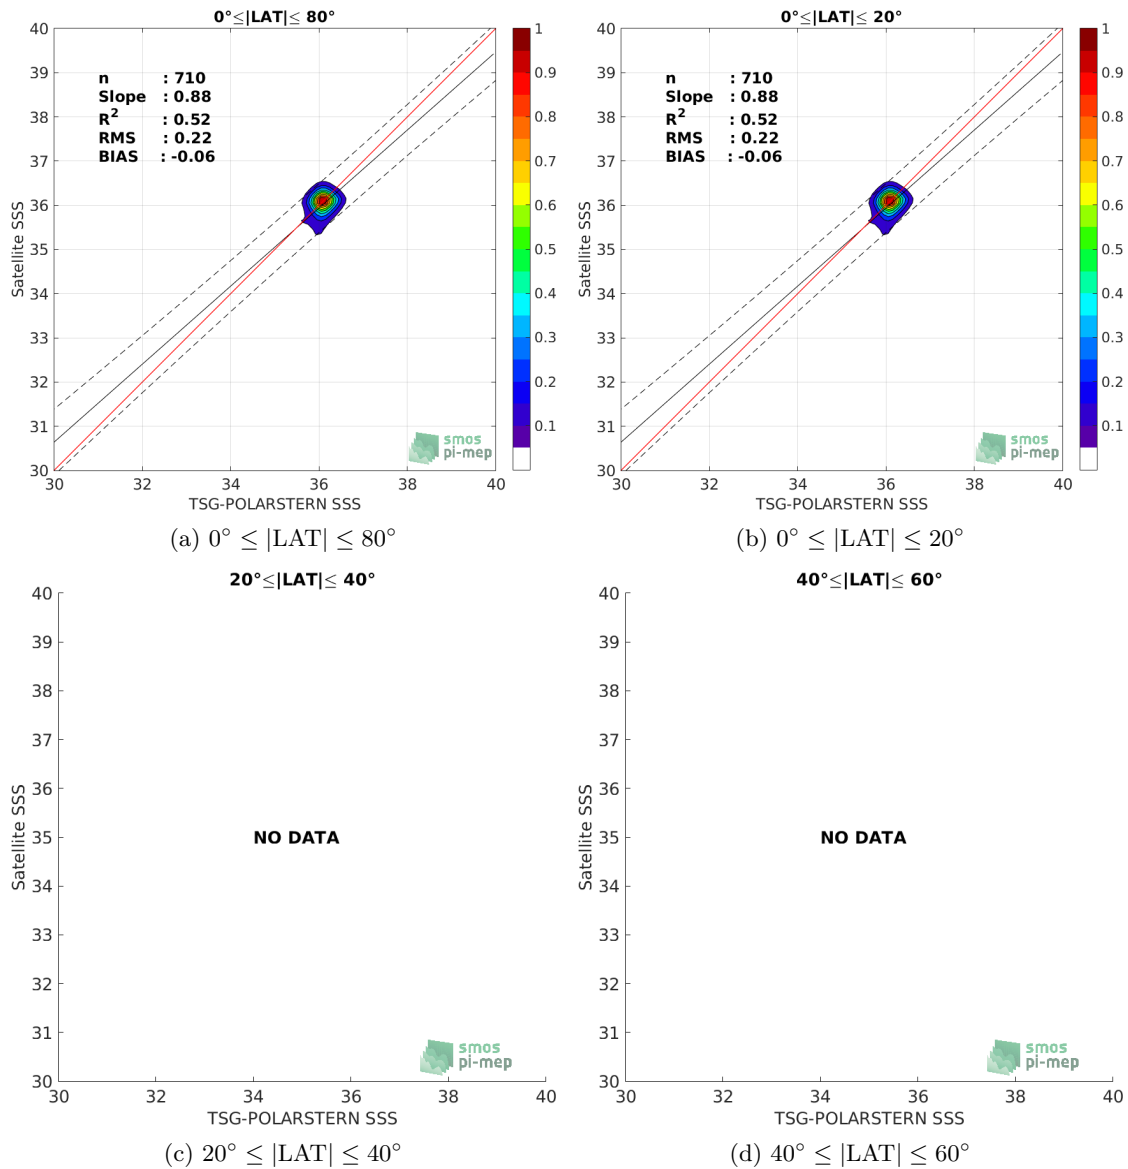 0°≤|LAT|≤ 80°
40
39
38
37
36
35
34
33
32
31
30
Satellite SSS
n : 710
Slope : 0.88
R2 : 0.52
RMS : 0.22
BIAS : -0.06
smos
pi-mep
30 32 34 36 38 40
TSG-POLARSTERN SSS
1
0.9
0.8
0.7
0.6
0.5
0.4
0.3
0.2
0.1
(a) 0° ≤ |LAT| ≤ 80°
0°≤|LAT|≤ 20°
40
39
38
37
36
35
34
33
32
31
30
Satellite SSS
n : 710
Slope : 0.88
R2 : 0.52
RMS : 0.22
BIAS : -0.06
smos
pi-mep
30 32 34 36 38 40
TSG-POLARSTERN SSS
1
0.9
0.8
0.7
0.6
0.5
0.4
0.3
0.2
0.1
(b) 0° ≤ |LAT| ≤ 20°
20°≤|LAT|≤ 40°
40
39
38
37
36
35
34
33
32
31
30
Satellite SSS
NO DATA
smos
pi-mep
30 32 34 36 38 40
TSG-POLARSTERN SSS
(c) 20° ≤ |LAT| ≤ 40°
40°≤|LAT|≤ 60°
40
39
38
37
36
35
34
33
32
31
30
Satellite SSS
NO DATA
smos
pi-mep
30 32 34 36 38 40
TSG-POLARSTERN SSS
(d) 40° ≤ |LAT| ≤ 60°